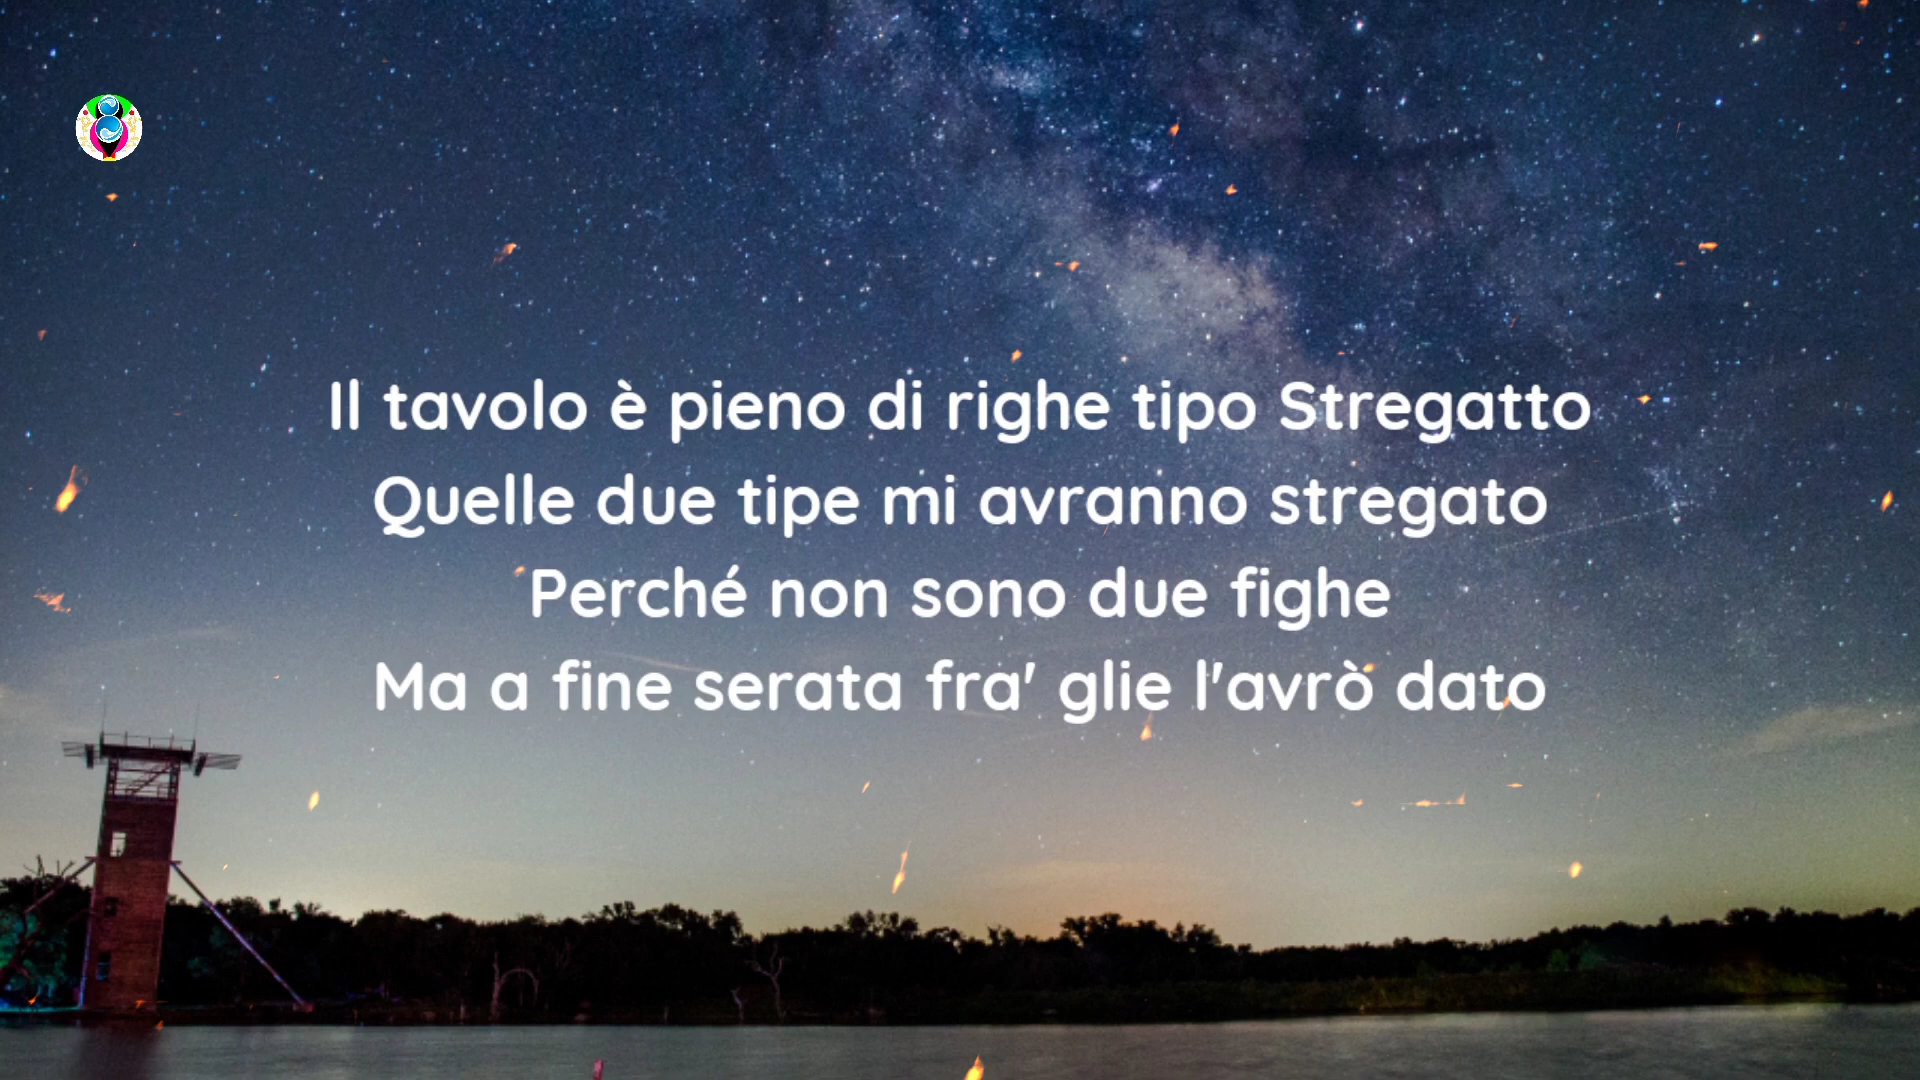 Il tavolo è pieno di righe tipo Stregatto
Quelle due tipe mi avranno stregato
Perché non sono due fighe
Ma a fine serata fra' glie l'avrò dato